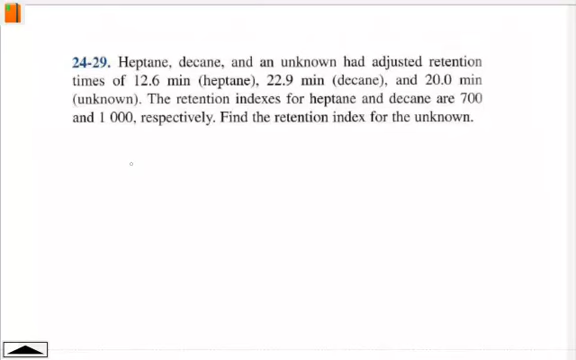 24-29. Heptane, decane, and an unknown had adjusted retention
times of 12.6 min (heptane), 22.9 min (decane), and 20.0 min
(unknown). The retention indexes for heptane and decane are 700
and 1 000, respectively. Find the retention index for the unknown.